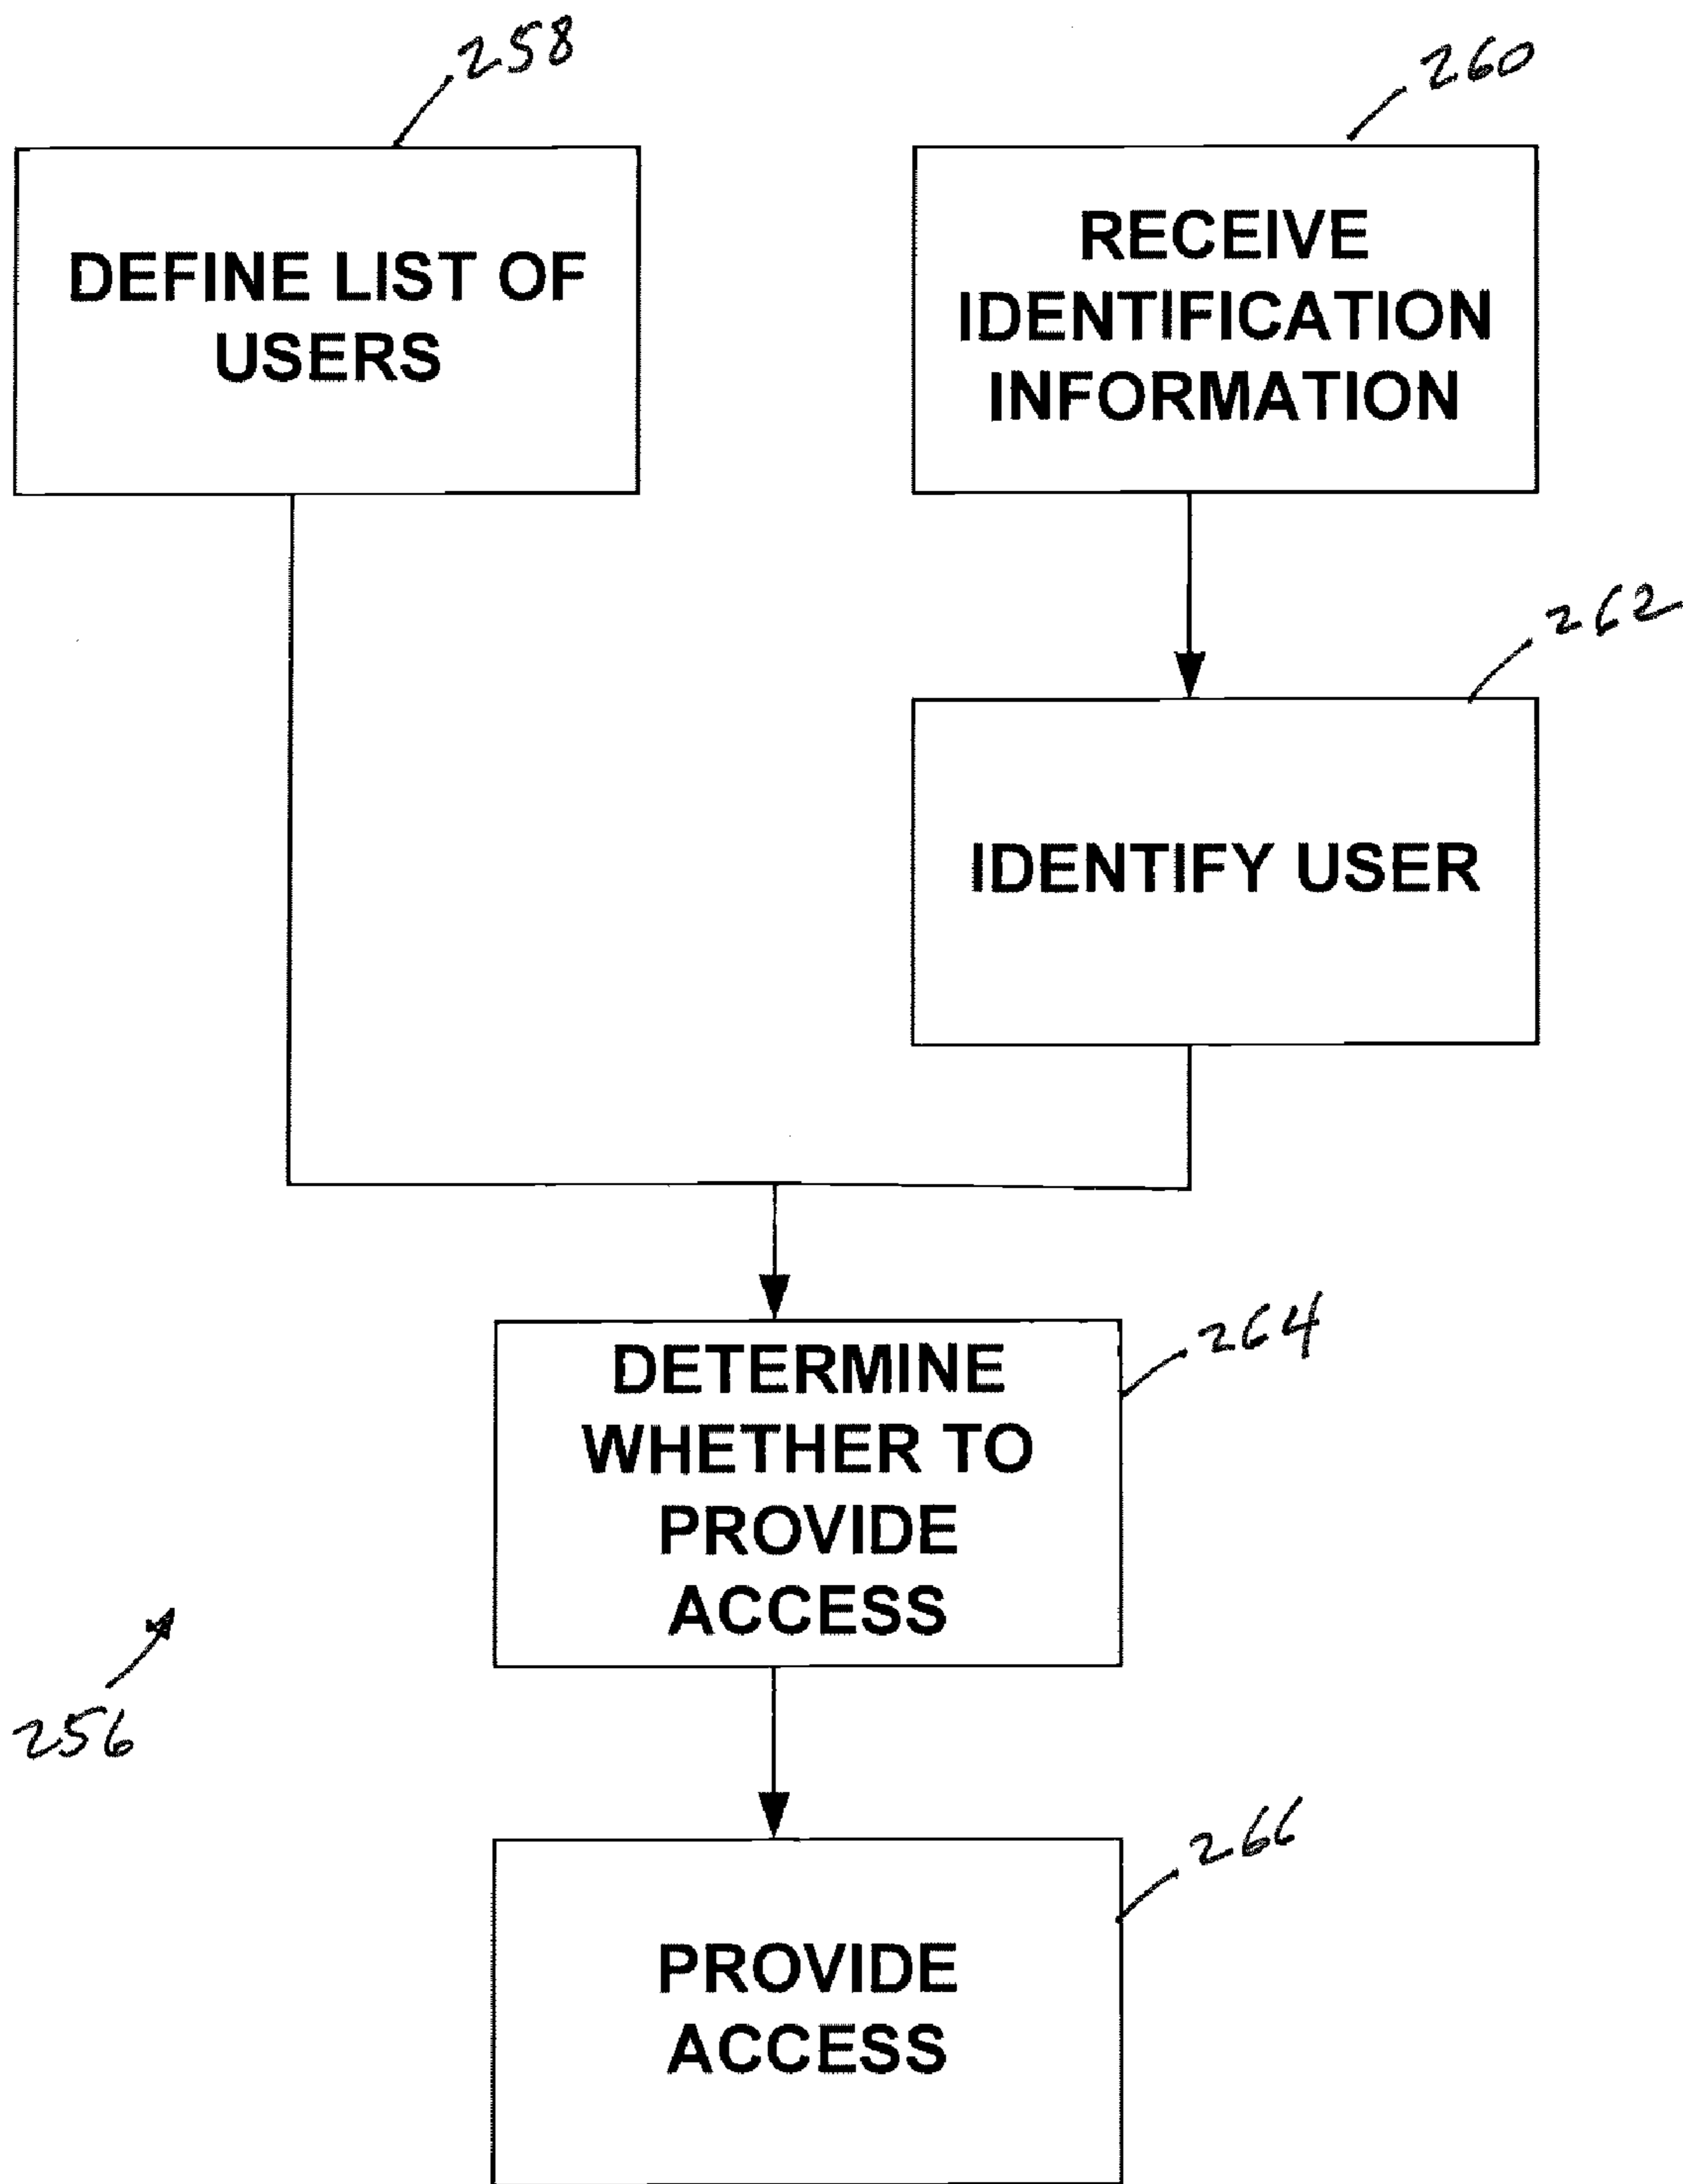 258
260
DEFINE LIST OF
USERS
RECEIVE
IDENTIFICATION
INFORMATION
262
IDENTIFY USER
264
DETERMINE
WHETHER TO
PROVIDE
ACCESS
256
266
PROVIDE
ACCESS